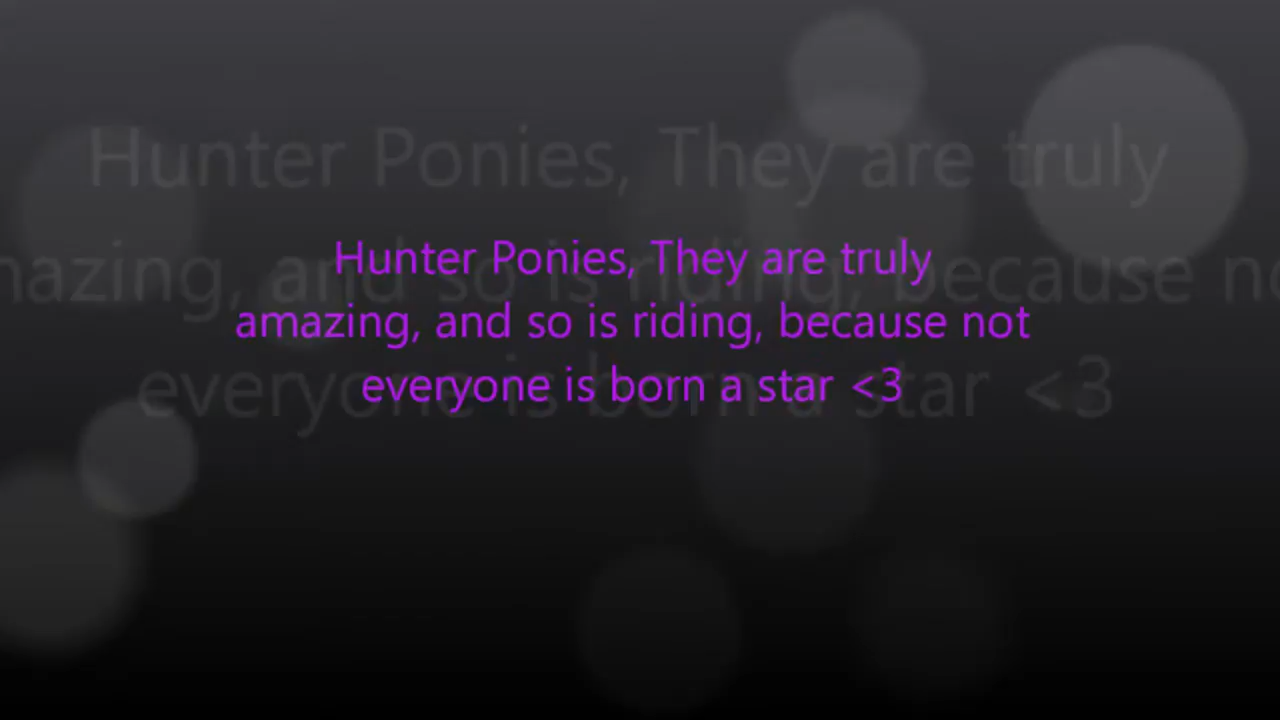 Hunter Ponies, They are truly
amazing, and so is riding, because not
everyone is born a star <3